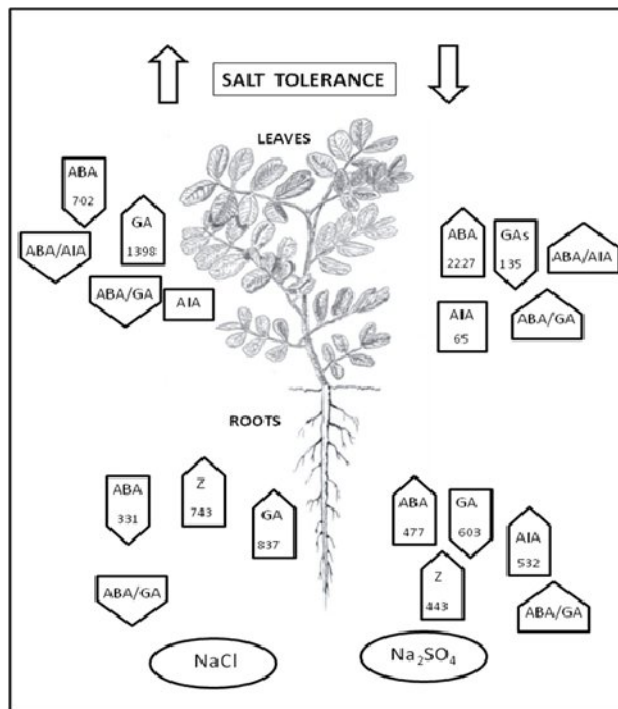 SALT TOLERANCE
LEAVES
ABA
702
GA
1398
ABA/AIA
ABA/GA
AIA
ABA
2227
GAs
135
ABA/AIA
AIA
65
ABA/GA
ROOTS
ABA
331
Z
743
GA
837
ABA/GA
ABA
477
GA
603
AIA
532
Z
443
ABA/GA
NaCl
Na₂SO₄